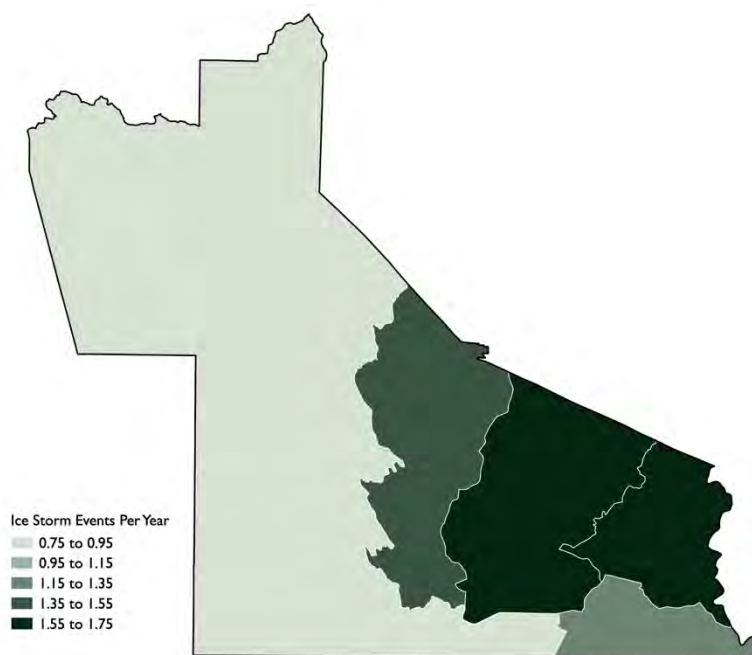 Ice Storm Events Per Year
0.75 to 0.95
0.95 to 1.15
1.15 to 1.35
1.35 to 1.55
1.55 to 1.75